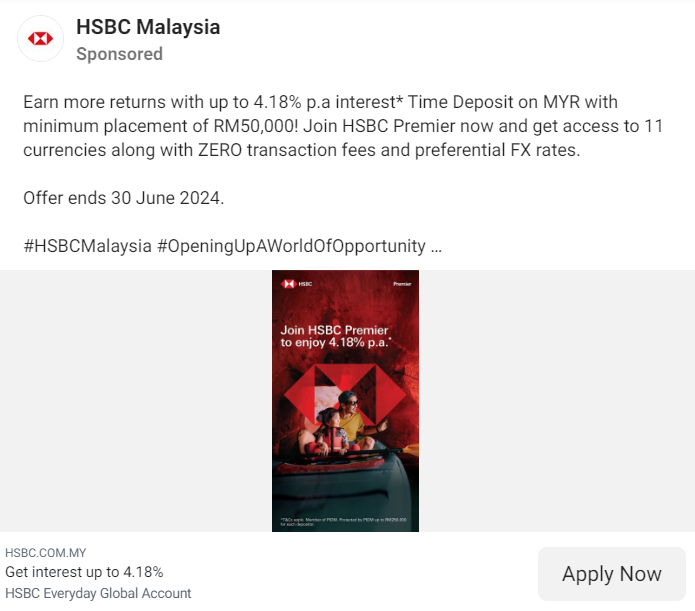 HSBC Malaysia
Sponsored
Earn more returns with up to 4.18% p.a interest* Time Deposit on MYR with
minimum placement of RM50,000! Join HSBC Premier now and get access to 11
currencies along with ZERO transaction fees and preferential FX rates.
Offer ends 30 June 2024.
#HSBCMalaysia #OpeningUpAWorldOfOpportunity ...
HSBC
Premier
Join HSBC Premier
to enjoy 4.18% p.a.*
*T&Cs apply. Member of PIDM. Protected by PIDM up to RM250,000
for each depositor.
HSBC.COM.MY
Get interest up to 4.18%
HSBC Everyday Global Account
Apply Now